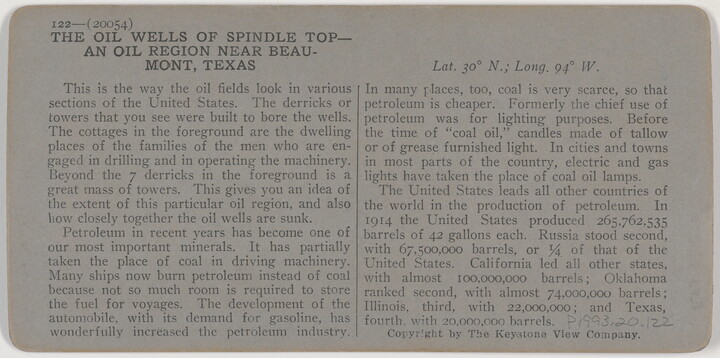 122—(20054)
THE OIL WELLS OF SPINDLE TOP—
AN OIL REGION NEAR BEAU-
MONT, TEXAS
This is the way the oil fields look in various
sections of the United States. The derricks or
towers that you see were built to bore the wells.
The cottages in the foreground are the dwelling
places of the families of the men who are en-
gaged in drilling and in operating the machinery.
Beyond the 7 derricks in the foreground is a
great mass of towers. This gives you an idea of
the extent of this particular oil region, and also
how closely together the oil wells are sunk.
Petroleum in recent years has become one of
our most important minerals. It has partially
taken the place of coal in driving machinery.
Many ships now burn petroleum instead of coal
because not so much room is required to store
the fuel for voyages. The development of the
automobile, with its demand for gasoline, has
wonderfully increased the petroleum industry.
Lat. 30° N.; Long. 94° W.
In many places, too, coal is very scarce, so that
petroleum is cheaper. Formerly the chief use of
petroleum was for lighting purposes. Before
the time of "coal oil," candles made of tallow
or of grease furnished light. In cities and towns
in most parts of the country, electric and gas
lights have taken the place of coal oil lamps.
The United States leads all other countries of
the world in the production of petroleum. In
1914 the United States produced 265,762,535
barrels of 42 gallons each. Russia stood second,
with 67,500,000 barrels, or ¼ of that of the
United States. California led all other states,
with almost 100,000,000 barrels; Oklahoma
ranked second, with almost 74,000,000 barrels;
Illinois, third, with 22,000,000; and Texas,
fourth, with 20,000,000 barrels. P1993.20.122
Copyright by The Keystone View Company.